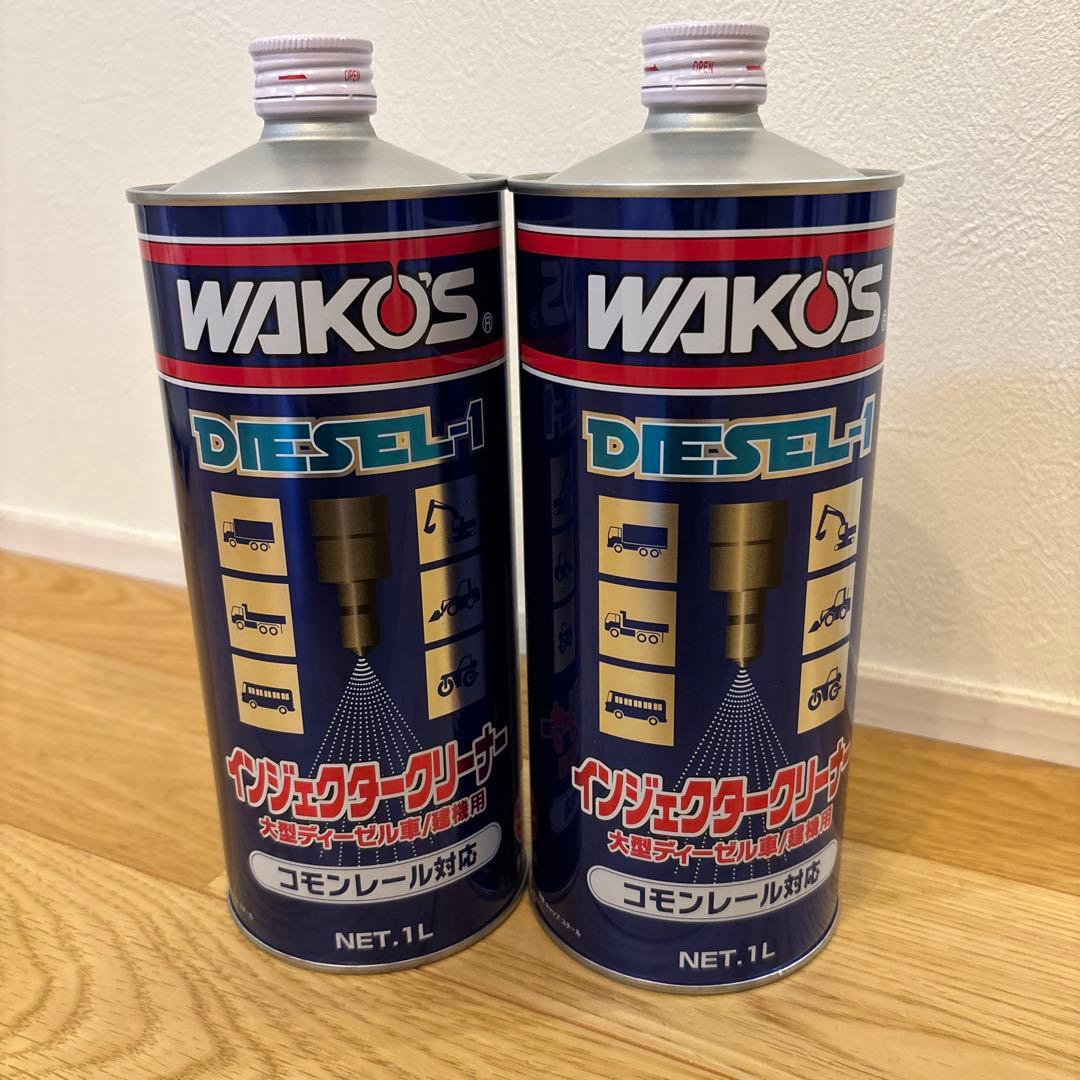 OPEN
WAKO'S®
DIESEL-1
インジェクタークリーナー
大型ディーゼル車/建機用
コモンレール対応
NET.1L
OPEN
WAKO'S®
DIESEL-1
インジェクタークリーナー
大型ディーゼル車/建機用
コモンレール対応
NET.1L